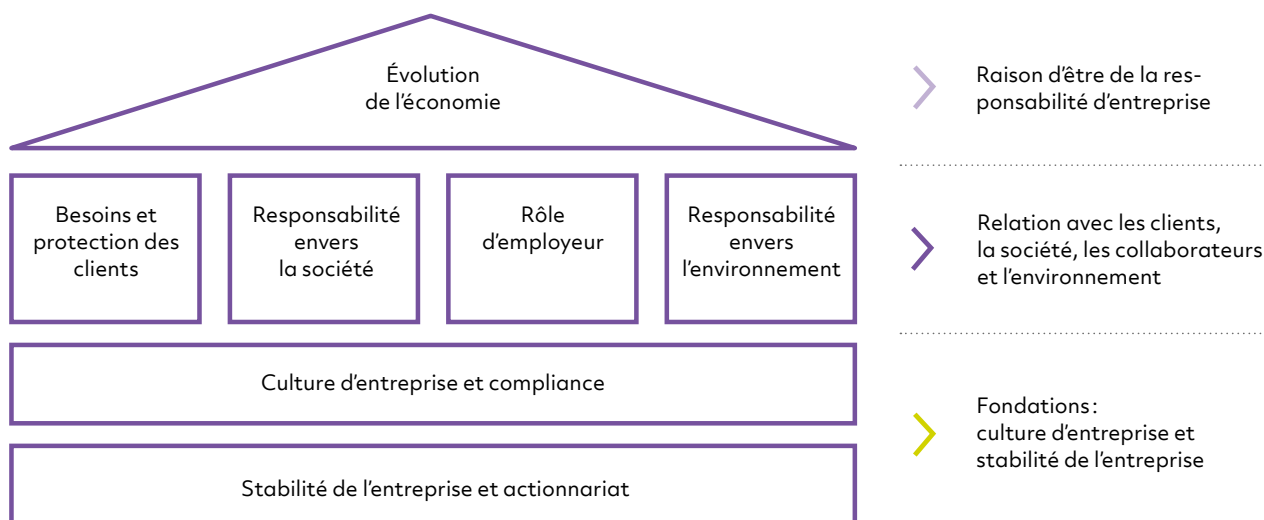 Évolution
de l'économie
Raison d'être de la res-
ponsabilité d'entreprise
Besoins et
protection des
clients
Responsabilité
envers
la société
Rôle
d'employeur
Responsabilité
envers
l'environnement
Relation avec les clients,
la société, les collaborateurs
et l'environnement
Culture d'entreprise et compliance
Stabilité de l'entreprise et actionnariat
Fondations:
culture d'entreprise et
stabilité de l'entreprise